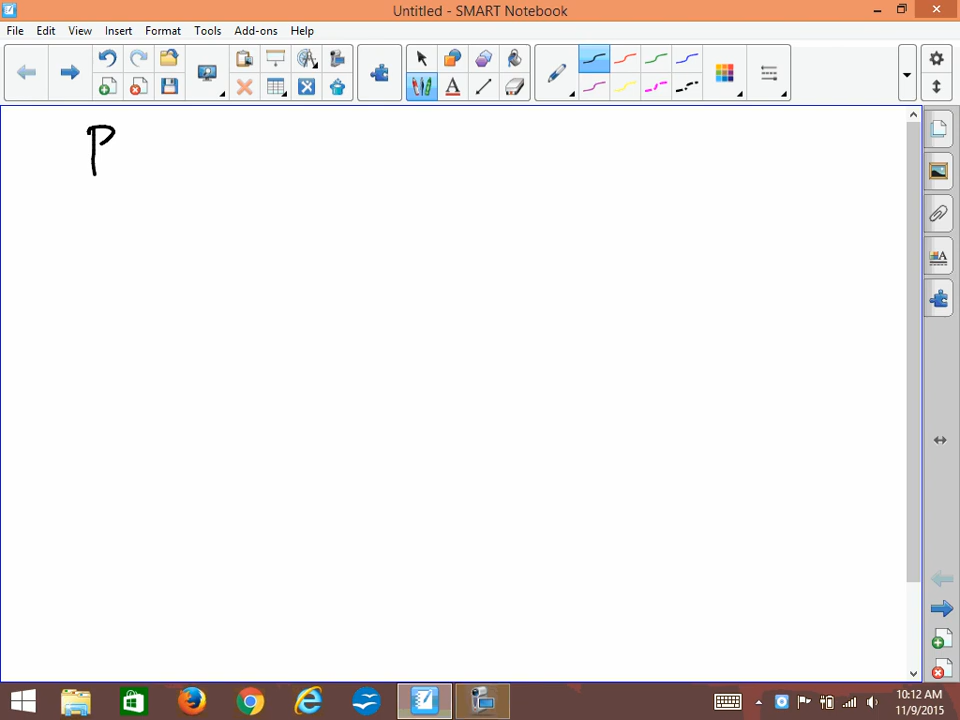 Untitled - SMART Notebook
File Edit View Insert Format Tools Add-ons Help
P
10:12 AM
11/9/2015